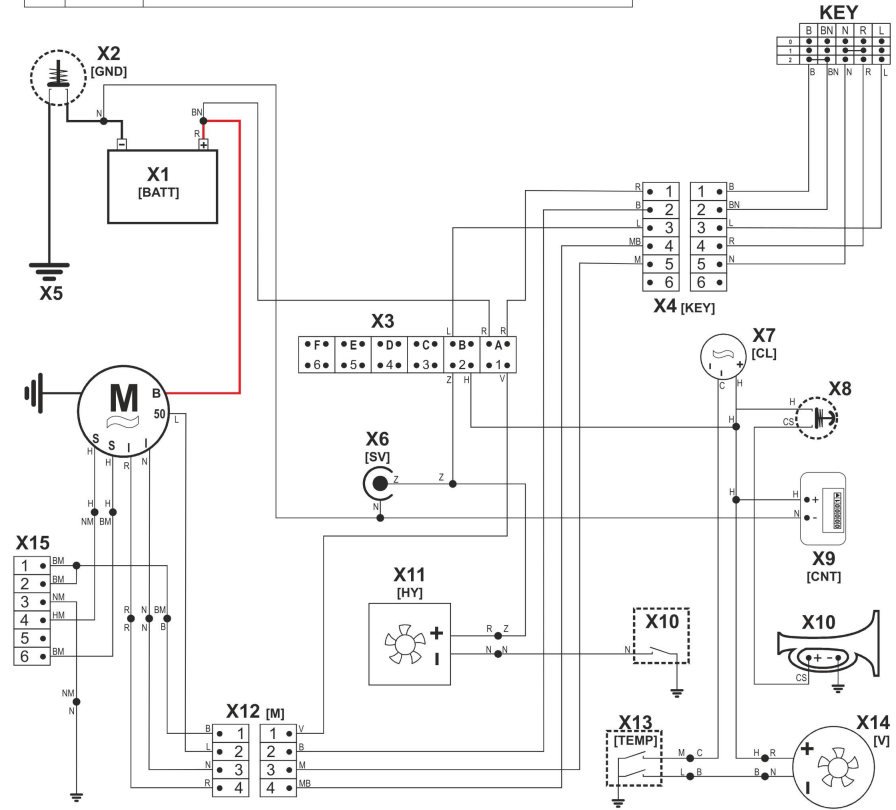 KEY
B BN N R L
0
1
2
B BN N R L
X2
[GND]
N
BN
R
- +
X1
[BATT]
X5
R 1 1 B
B 2 2 BN
L 3 3 L
MB 4 4 R
M 5 5 N
6 6
X4 [KEY]
X3
L R R
F E D C B A
6 5 4 3 2 1
Z H V
X7
[CL]
+
C H
X8
H
CS
H
M
B
50
L
S S I I
H H R N
X6
[SV]
Z Z
N
H H +
N -
0000001
X9
[CNT]
H H
NM BM
X15
1 BM
2 BM
3 NM
4 HM
5
6 BM
R N BM
R N B
NM
N
X11
[HY]
+ R Z
N N
X10
N
X10
+ -
CS
X12 [M]
B 1 1 V
L 2 2 B
N 3 3 M
R 4 4 MB
X13
[TEMP]
M C
L B
H R
B N
+
X14
[V]